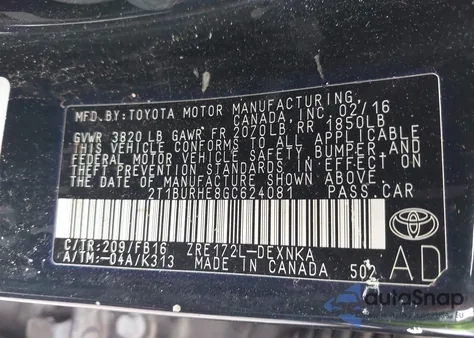 MFD.BY:TOYOTA MOTOR MANUFACTURING
CANADA, INC. 02/16
GVWR 3820 LB GAWR FR 2070LB RR 1850LB
THIS VEHICLE CONFORMS TO ALL APPLICABLE
FEDERAL MOTOR VEHICLE SAFETY, BUMPER, AND
THEFT PREVENTION STANDARDS IN EFFECT ON
THE DATE OF MANUFACTURE SHOWN ABOVE.
2T1BURHE8GC624081 PASS.CAR
C/TR:209/FB16 ZRE172L-DEXNKA
A/TM:-04A/K313 MADE IN CANADA 502
AD
autoSnap